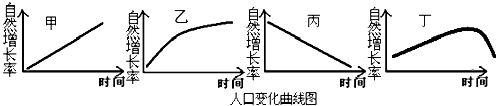 自然增长率 甲 时间
自然增长率 乙 时间
自然增长率 丙 时间
自然增长率 丁 时间
人口变化曲线图